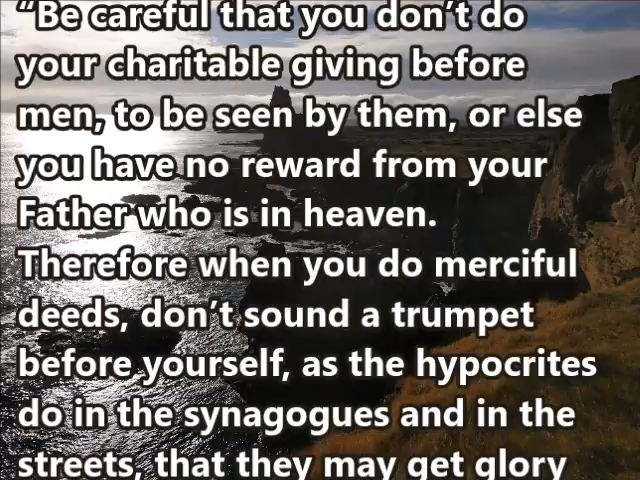 “Be careful that you don’t do
your charitable giving before
men, to be seen by them, or else
you have no reward from your
Father who is in heaven.
Therefore when you do merciful
deeds, don’t sound a trumpet
before yourself, as the hypocrites
do in the synagogues and in the
streets, that they may get glory